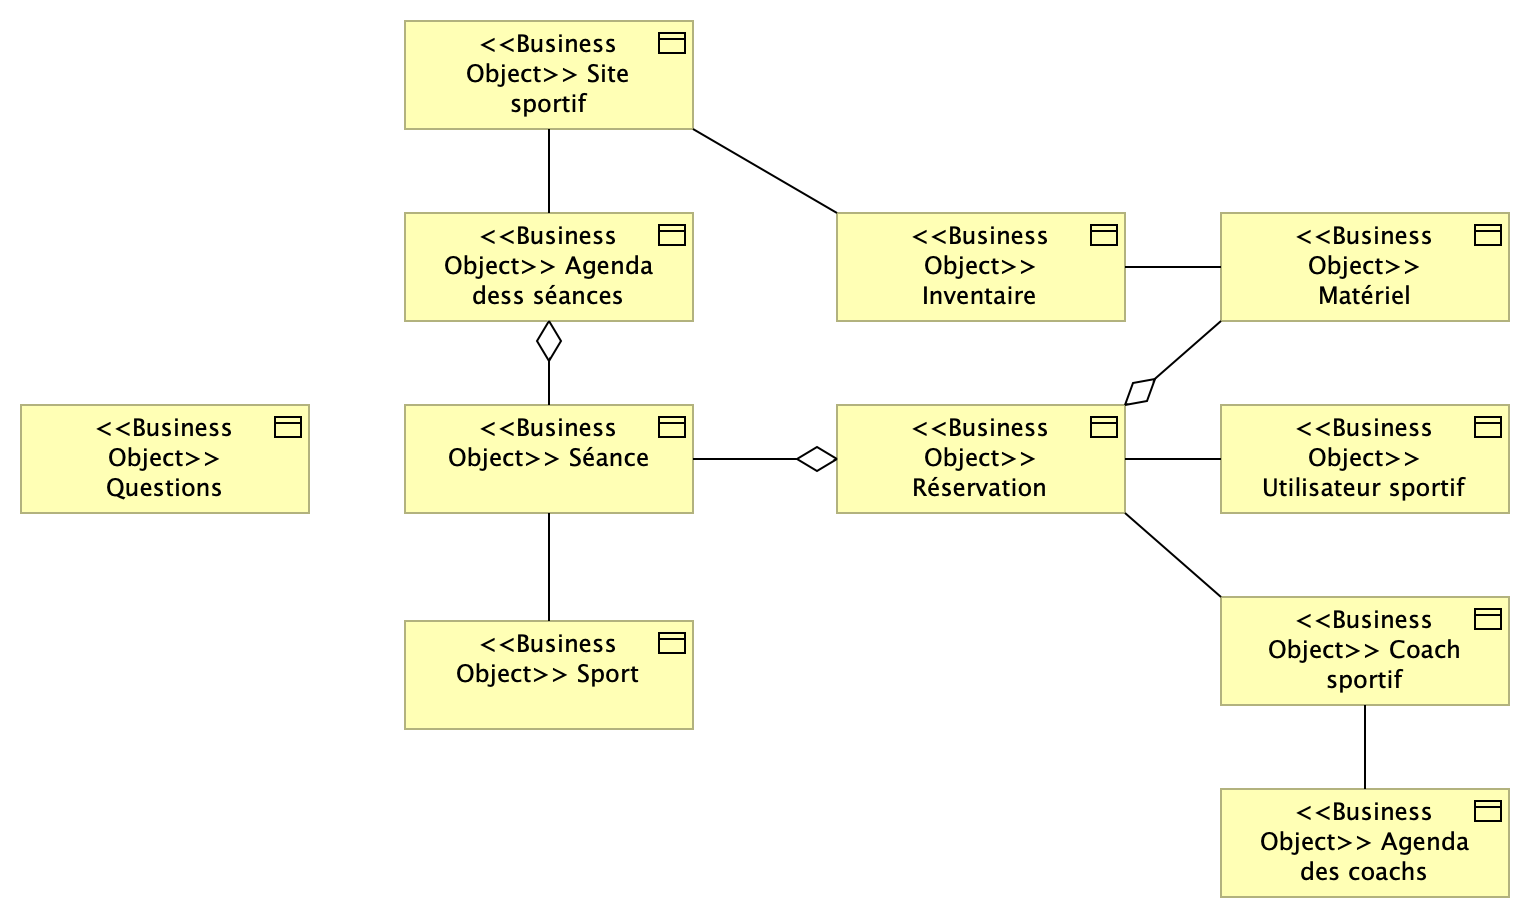 <<Business
Object>> Site
sportif
<<Business
Object>> Agenda
dess séances
<<Business
Object>>
Inventaire
<<Business
Object>>
Matériel
<<Business
Object>>
Questions
<<Business
Object>> Séance
<<Business
Object>>
Réservation
<<Business
Object>>
Utilisateur sportif
<<Business
Object>> Sport
<<Business
Object>> Coach
sportif
<<Business
Object>> Agenda
des coachs